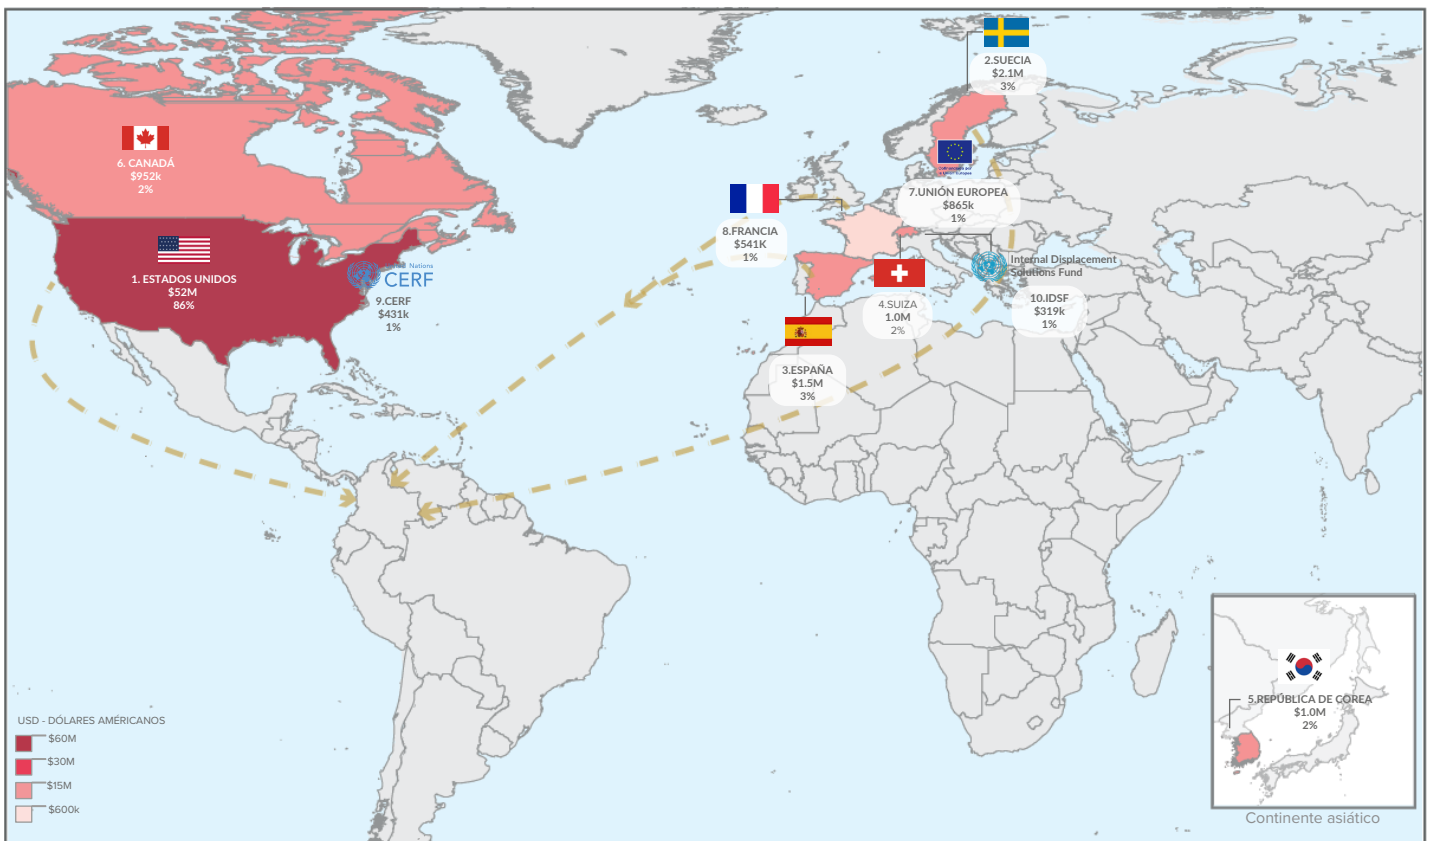 2.SUECIA
$2.1M
3%
6. CANADÁ
$952k
2%
7.UNIÓN EUROPEA
$865k
1%
8.FRANCIA
$541K
1%
1. ESTADOS UNIDOS
$52M
86%
Nations
CERF
9.CERF
$431k
1%
Internal Displacement
Solutions Fund
10.IDSF
$319k
1%
4.SUIZA
1.0M
2%
3.ESPAÑA
$1.5M
3%
5.REPÚBLICA DE COREA
$1.0M
2%
Continente asiático
USD - DÓLARES AMÉRICANOS
$60M
$30M
$15M
$600k